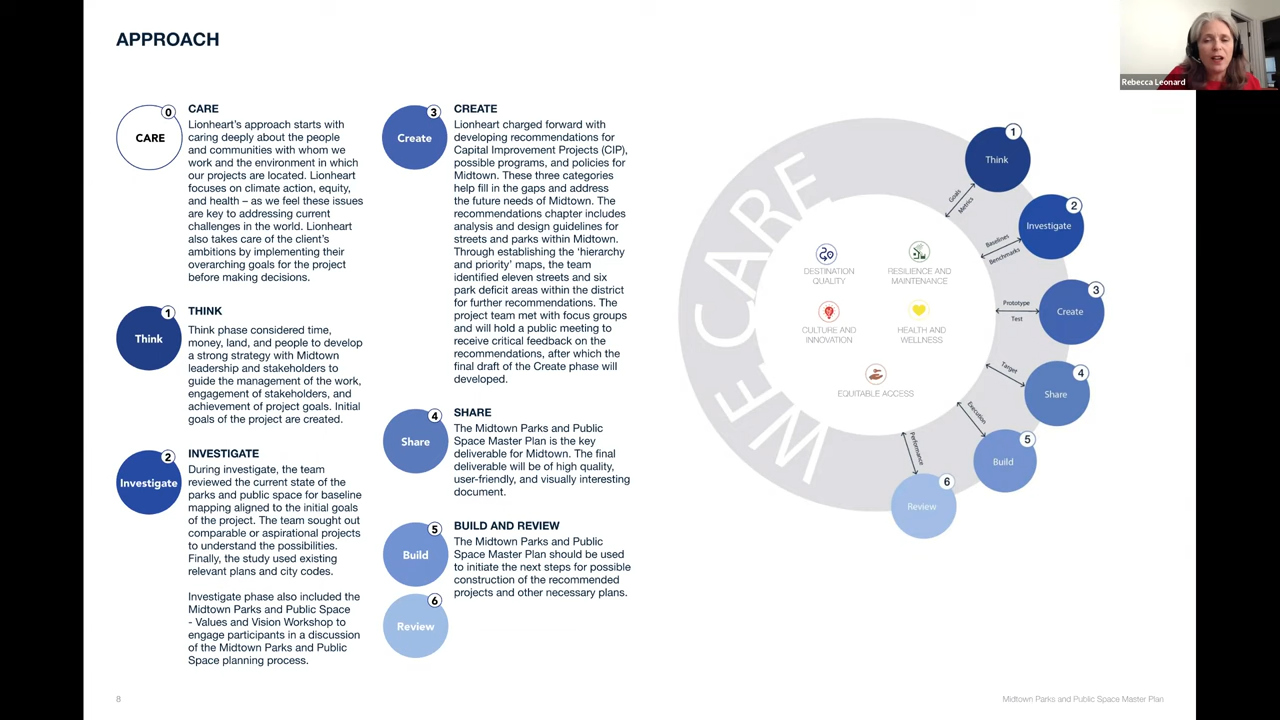 APPROACH
Rebecca Leonard
0
CARE
CARE
Lionheart's approach starts with
caring deeply about the people
and communities with whom we
work and the environment in which
our projects are located. Lionheart
focuses on climate action, equity,
and health – as we feel these issues
are key to addressing current
challenges in the world. Lionheart
also takes care of the client's
ambitions by implementing their
overarching goals for the project
before making decisions.
1
Think
THINK
Think phase considered time,
money, land, and people to develop
a strong strategy with Midtown
leadership and stakeholders to
guide the management of the work,
engagement of stakeholders, and
achievement of project goals. Initial
goals of the project are created.
2
Investigate
INVESTIGATE
During investigate, the team
reviewed the current state of the
parks and public space for baseline
mapping aligned to the initial goals
of the project. The team sought out
comparable or aspirational projects
to understand the possibilities.
Finally, the study used existing
relevant plans and city codes.
Investigate phase also included the
Midtown Parks and Public Space
- Values and Vision Workshop to
engage participants in a discussion
of the Midtown Parks and Public
Space planning process.
3
Create
CREATE
Lionheart charged forward with
developing recommendations for
Capital Improvement Projects (CIP),
possible programs, and policies for
Midtown. These three categories
help fill in the gaps and address
the future needs of Midtown. The
recommendations chapter includes
analysis and design guidelines for
streets and parks within Midtown.
Through establishing the 'hierarchy
and priority' maps, the team
identified eleven streets and six
park deficit areas within the district
for further recommendations. The
project team met with focus groups
and will hold a public meeting to
receive critical feedback on the
recommendations, after which the
final draft of the Create phase will
developed.
4
Share
SHARE
The Midtown Parks and Public
Space Master Plan is the key
deliverable for Midtown. The final
deliverable will be of high quality,
user-friendly, and visually interesting
document.
5
Build
6
Review
BUILD AND REVIEW
The Midtown Parks and Public
Space Master Plan should be used
to initiate the next steps for possible
construction of the recommended
projects and other necessary plans.
WE CARE
1
Think
Goals
Metrics
2
Investigate
Baselines
Benchmarks
3
Create
Prototype
Test
4
Share
Target
5
Build
Execution
6
Review
Performance
DESTINATION
QUALITY
RESILIENCE AND
MAINTENANCE
CULTURE AND
INNOVATION
HEALTH AND
WELLNESS
EQUITABLE ACCESS
8
Midtown Parks and Public Space Master Plan